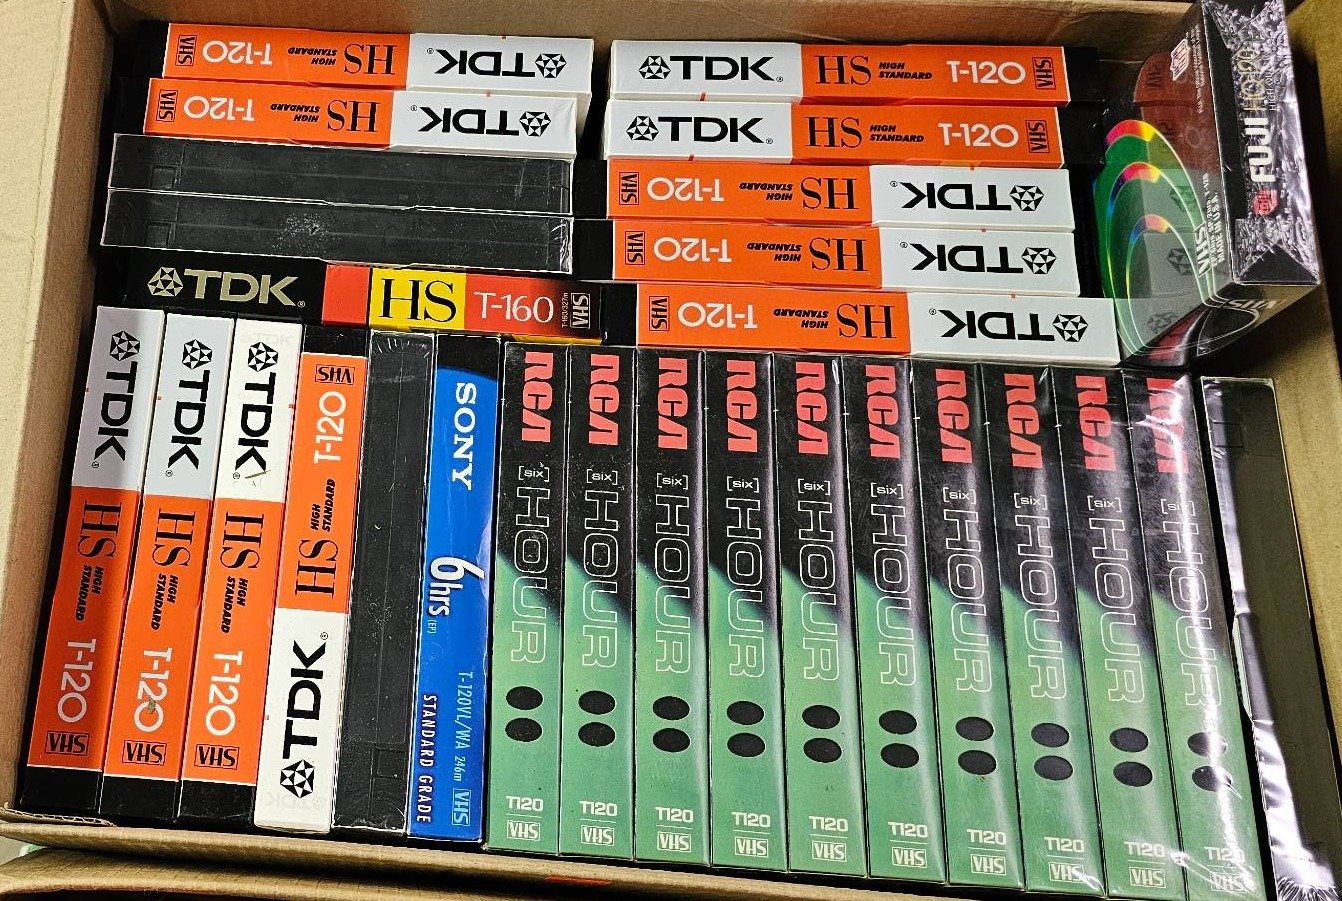 TDK HS HIGH STANDARD T-120 VHS
TDK HS HIGH STANDARD T-120 VHS
TDK HS T-160 VHS
TDK HS HIGH STANDARD T-120 VHS
TDK HS HIGH STANDARD T-120 VHS
TDK HS HIGH STANDARD T-120 VHS
TDK HS HIGH STANDARD T-120 VHS
TDK HS HIGH STANDARD T-120 VHS
FUJI HQ 120
VHS
TDK HS HIGH STANDARD T-120 VHS
TDK HS HIGH STANDARD T-120 VHS
TDK HS HIGH STANDARD T-120 VHS
TDK HS HIGH STANDARD T-120 VHS
SONY 6hrs (EP) T-120VL/WA 246m VHS
STANDARD GRADE
RCA [six] HOUR T120 VHS
RCA [six] HOUR T120 VHS
RCA [six] HOUR T120 VHS
RCA [six] HOUR T120 VHS
RCA [six] HOUR T120 VHS
RCA [six] HOUR T120 VHS
RCA [six] HOUR T120 VHS
RCA [six] HOUR T120 VHS
RCA [six] HOUR T120 VHS
RCA [six] HOUR T120 VHS